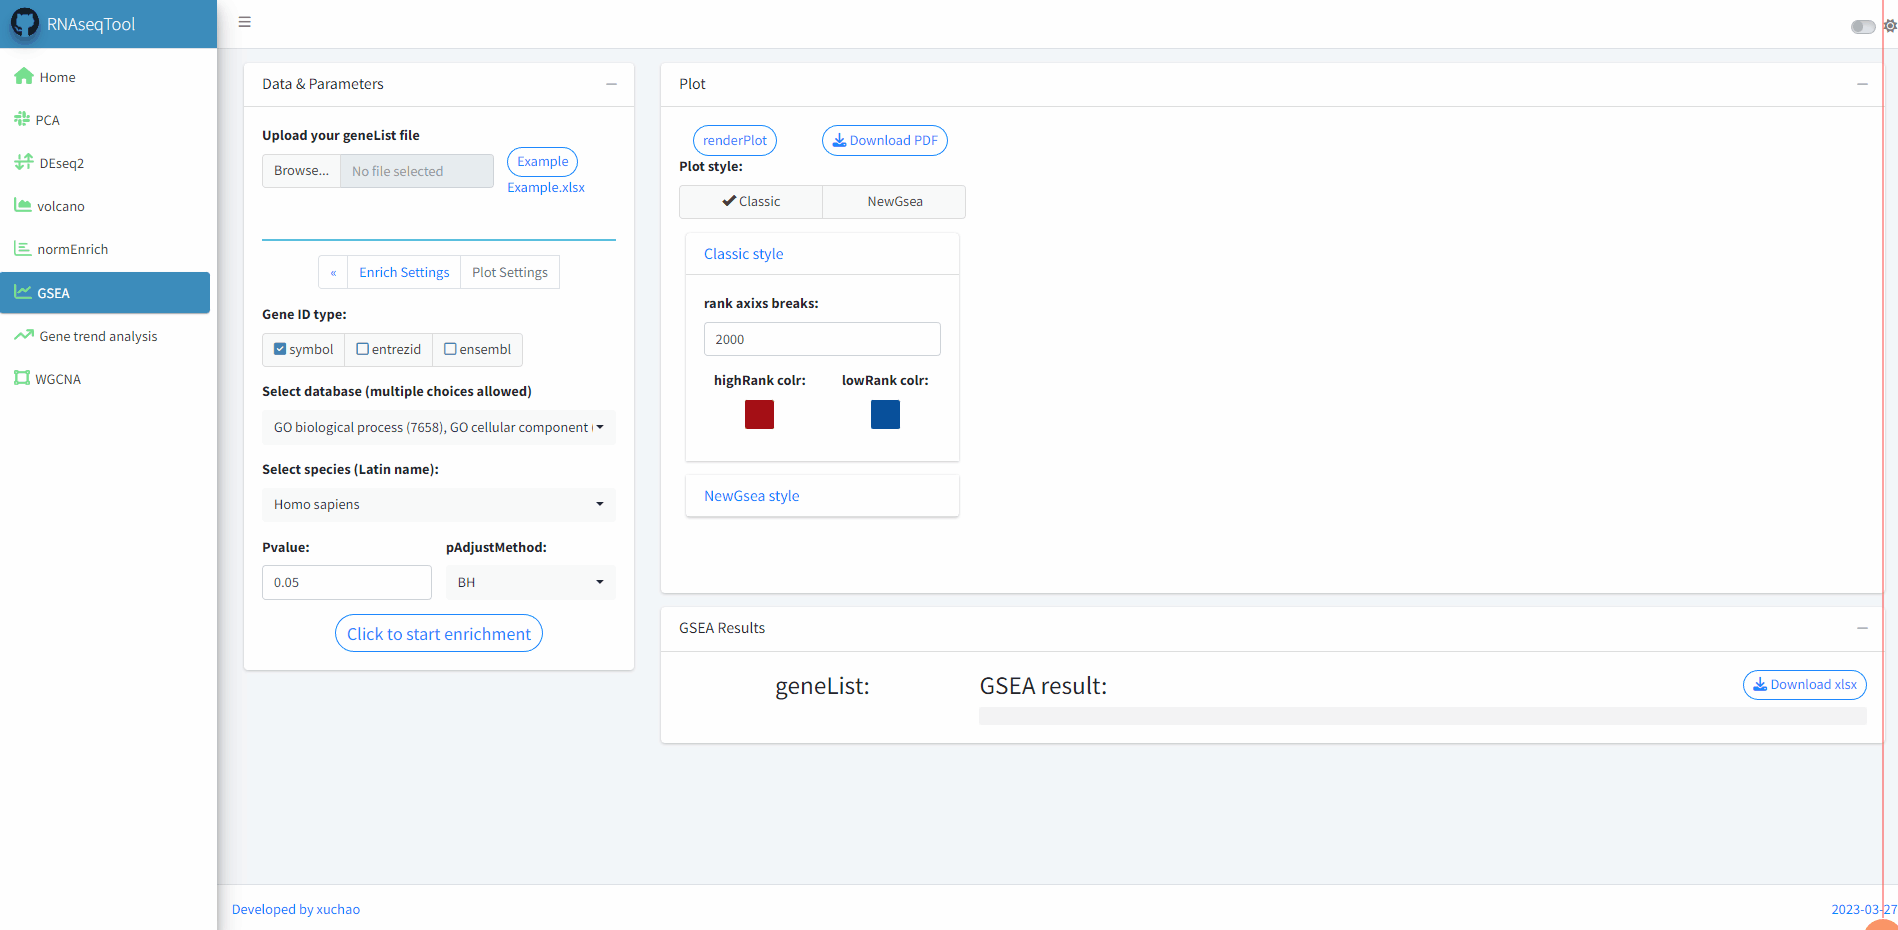 RNAseqTool
Home
PCA
DEseq2
volcano
normEnrich
GSEA
Gene trend analysis
WGCNA
Data & Parameters
Upload your geneList file
Browse... No file selected
Example
Example.xlsx
« Enrich Settings Plot Settings
Gene ID type:
symbol entrezid ensembl
Select database (multiple choices allowed)
GO biological process (7658), GO cellular component (
Select species (Latin name):
Homo sapiens
Pvalue: pAdjustMethod:
0.05 BH
Click to start enrichment
Plot
renderPlot Download PDF
Plot style:
Classic NewGsea
Classic style
rank axixs breaks:
2000
highRank colr: lowRank colr:
NewGsea style
GSEA Results
geneList: GSEA result: Download xlsx
Developed by xuchao 2023-03-27